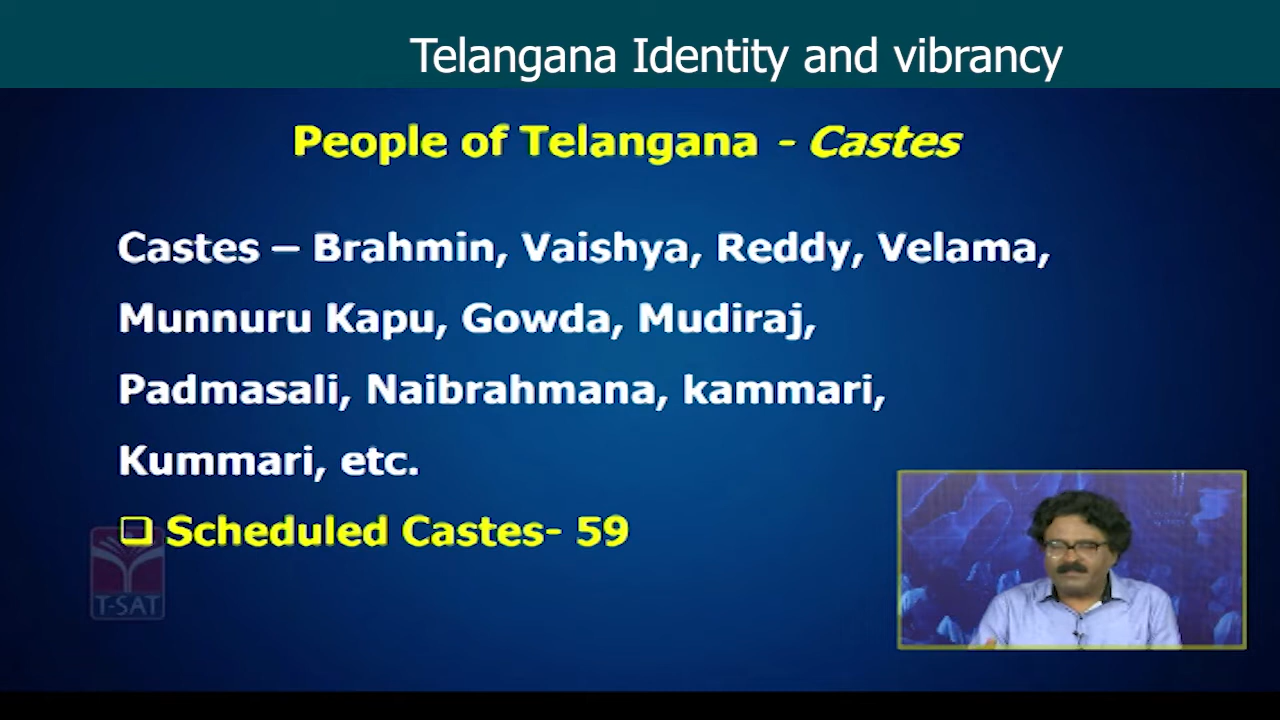 Telangana Identity and vibrancy
People of Telangana - Castes
Castes – Brahmin, Vaishya, Reddy, Velama,
Munnuru Kapu, Gowda, Mudiraj,
Padmasali, Naibrahmana, kammari,
Kummari, etc.
❑ Scheduled Castes- 59
T-SAT